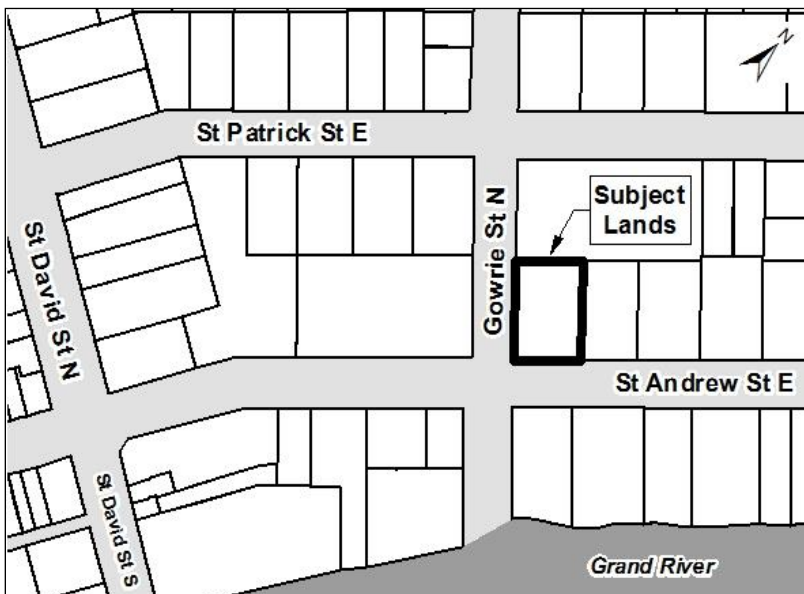 N
St Patrick St E
Subject
Lands
St David St N
Gowrie St N
St Andrew St E
St David St S
Grand River